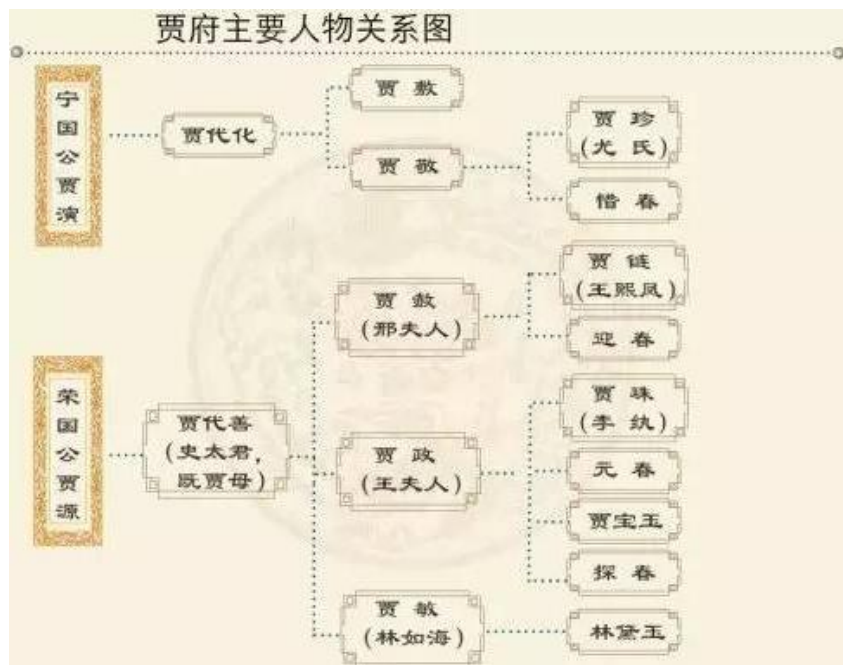 贾府主要人物关系图
宁国公贾演
贾代化
贾敷
贾敬
贾珍
(尤氏)
惜春
荣国公贾源
贾代善
(史太君,
既贾母)
贾赦
(邢夫人)
贾链
(王熙凤)
迎春
贾政
(王夫人)
贾珠
(李纨)
元春
贾宝玉
探春
贾敏
(林如海)
林黛玉